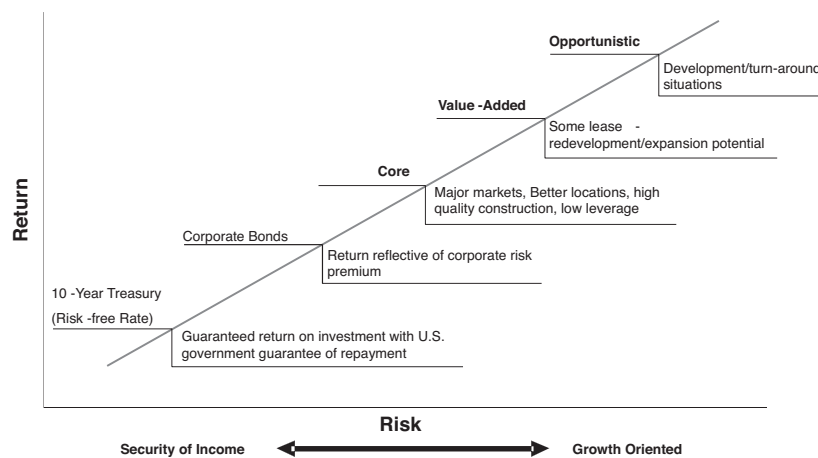 Opportunistic
Development/turn-around
situations
Value -Added
Some lease -
redevelopment/expansion potential
Core
Major markets, Better locations, high
quality construction, low leverage
Corporate Bonds
Return reflective of corporate risk
premium
10 -Year Treasury
(Risk -free Rate)
Guaranteed return on investment with U.S.
government guarantee of repayment
Return
Risk
Security of Income
Growth Oriented